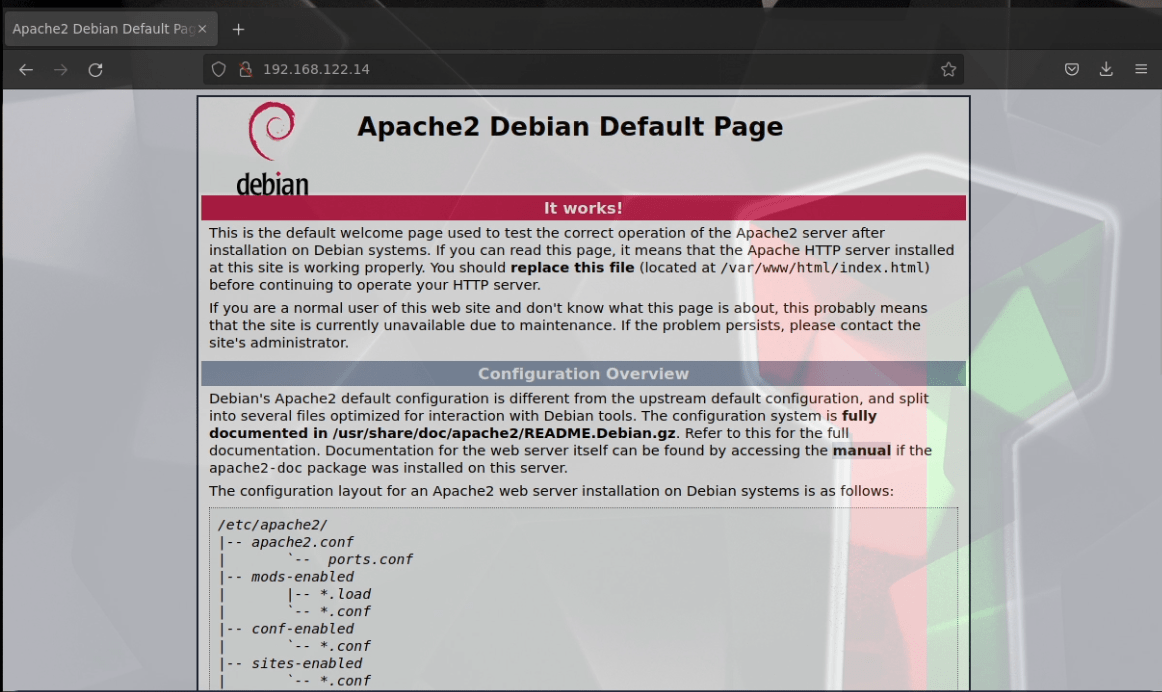 Apache2 Debian Default Pag
192.168.122.14
Apache2 Debian Default Page
debian
It works!
This is the default welcome page used to test the correct operation of the Apache2 server after
installation on Debian systems. If you can read this page, it means that the Apache HTTP server installed
at this site is working properly. You should replace this file (located at /var/www/html/index.html)
before continuing to operate your HTTP server.
If you are a normal user of this web site and don't know what this page is about, this probably means
that the site is currently unavailable due to maintenance. If the problem persists, please contact the
site's administrator.
Configuration Overview
Debian's Apache2 default configuration is different from the upstream default configuration, and split
into several files optimized for interaction with Debian tools. The configuration system is fully
documented in /usr/share/doc/apache2/README.Debian.gz. Refer to this for the full
documentation. Documentation for the web server itself can be found by accessing the manual if the
apache2-doc package was installed on this server.
The configuration layout for an Apache2 web server installation on Debian systems is as follows:
/etc/apache2/
|-- apache2.conf
|       `--  ports.conf
|-- mods-enabled
|       |-- *.load
|       `-- *.conf
|-- conf-enabled
|       `-- *.conf
|-- sites-enabled
|       `-- *.conf